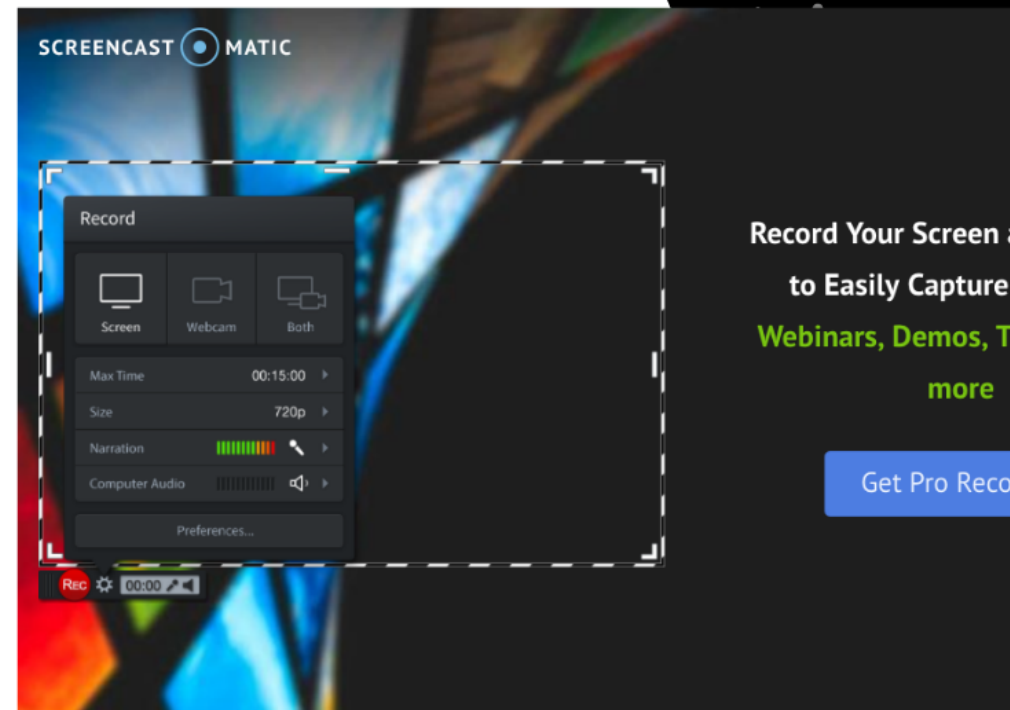 SCREENCAST MATIC
Record
Screen Webcam Both
Max Time 00:15:00
Size 720p
Narration
Computer Audio
Preferences...
REC 00:00
Record Your Screen
to Easily Capture
Webinars, Demos, T
more
Get Pro Reco